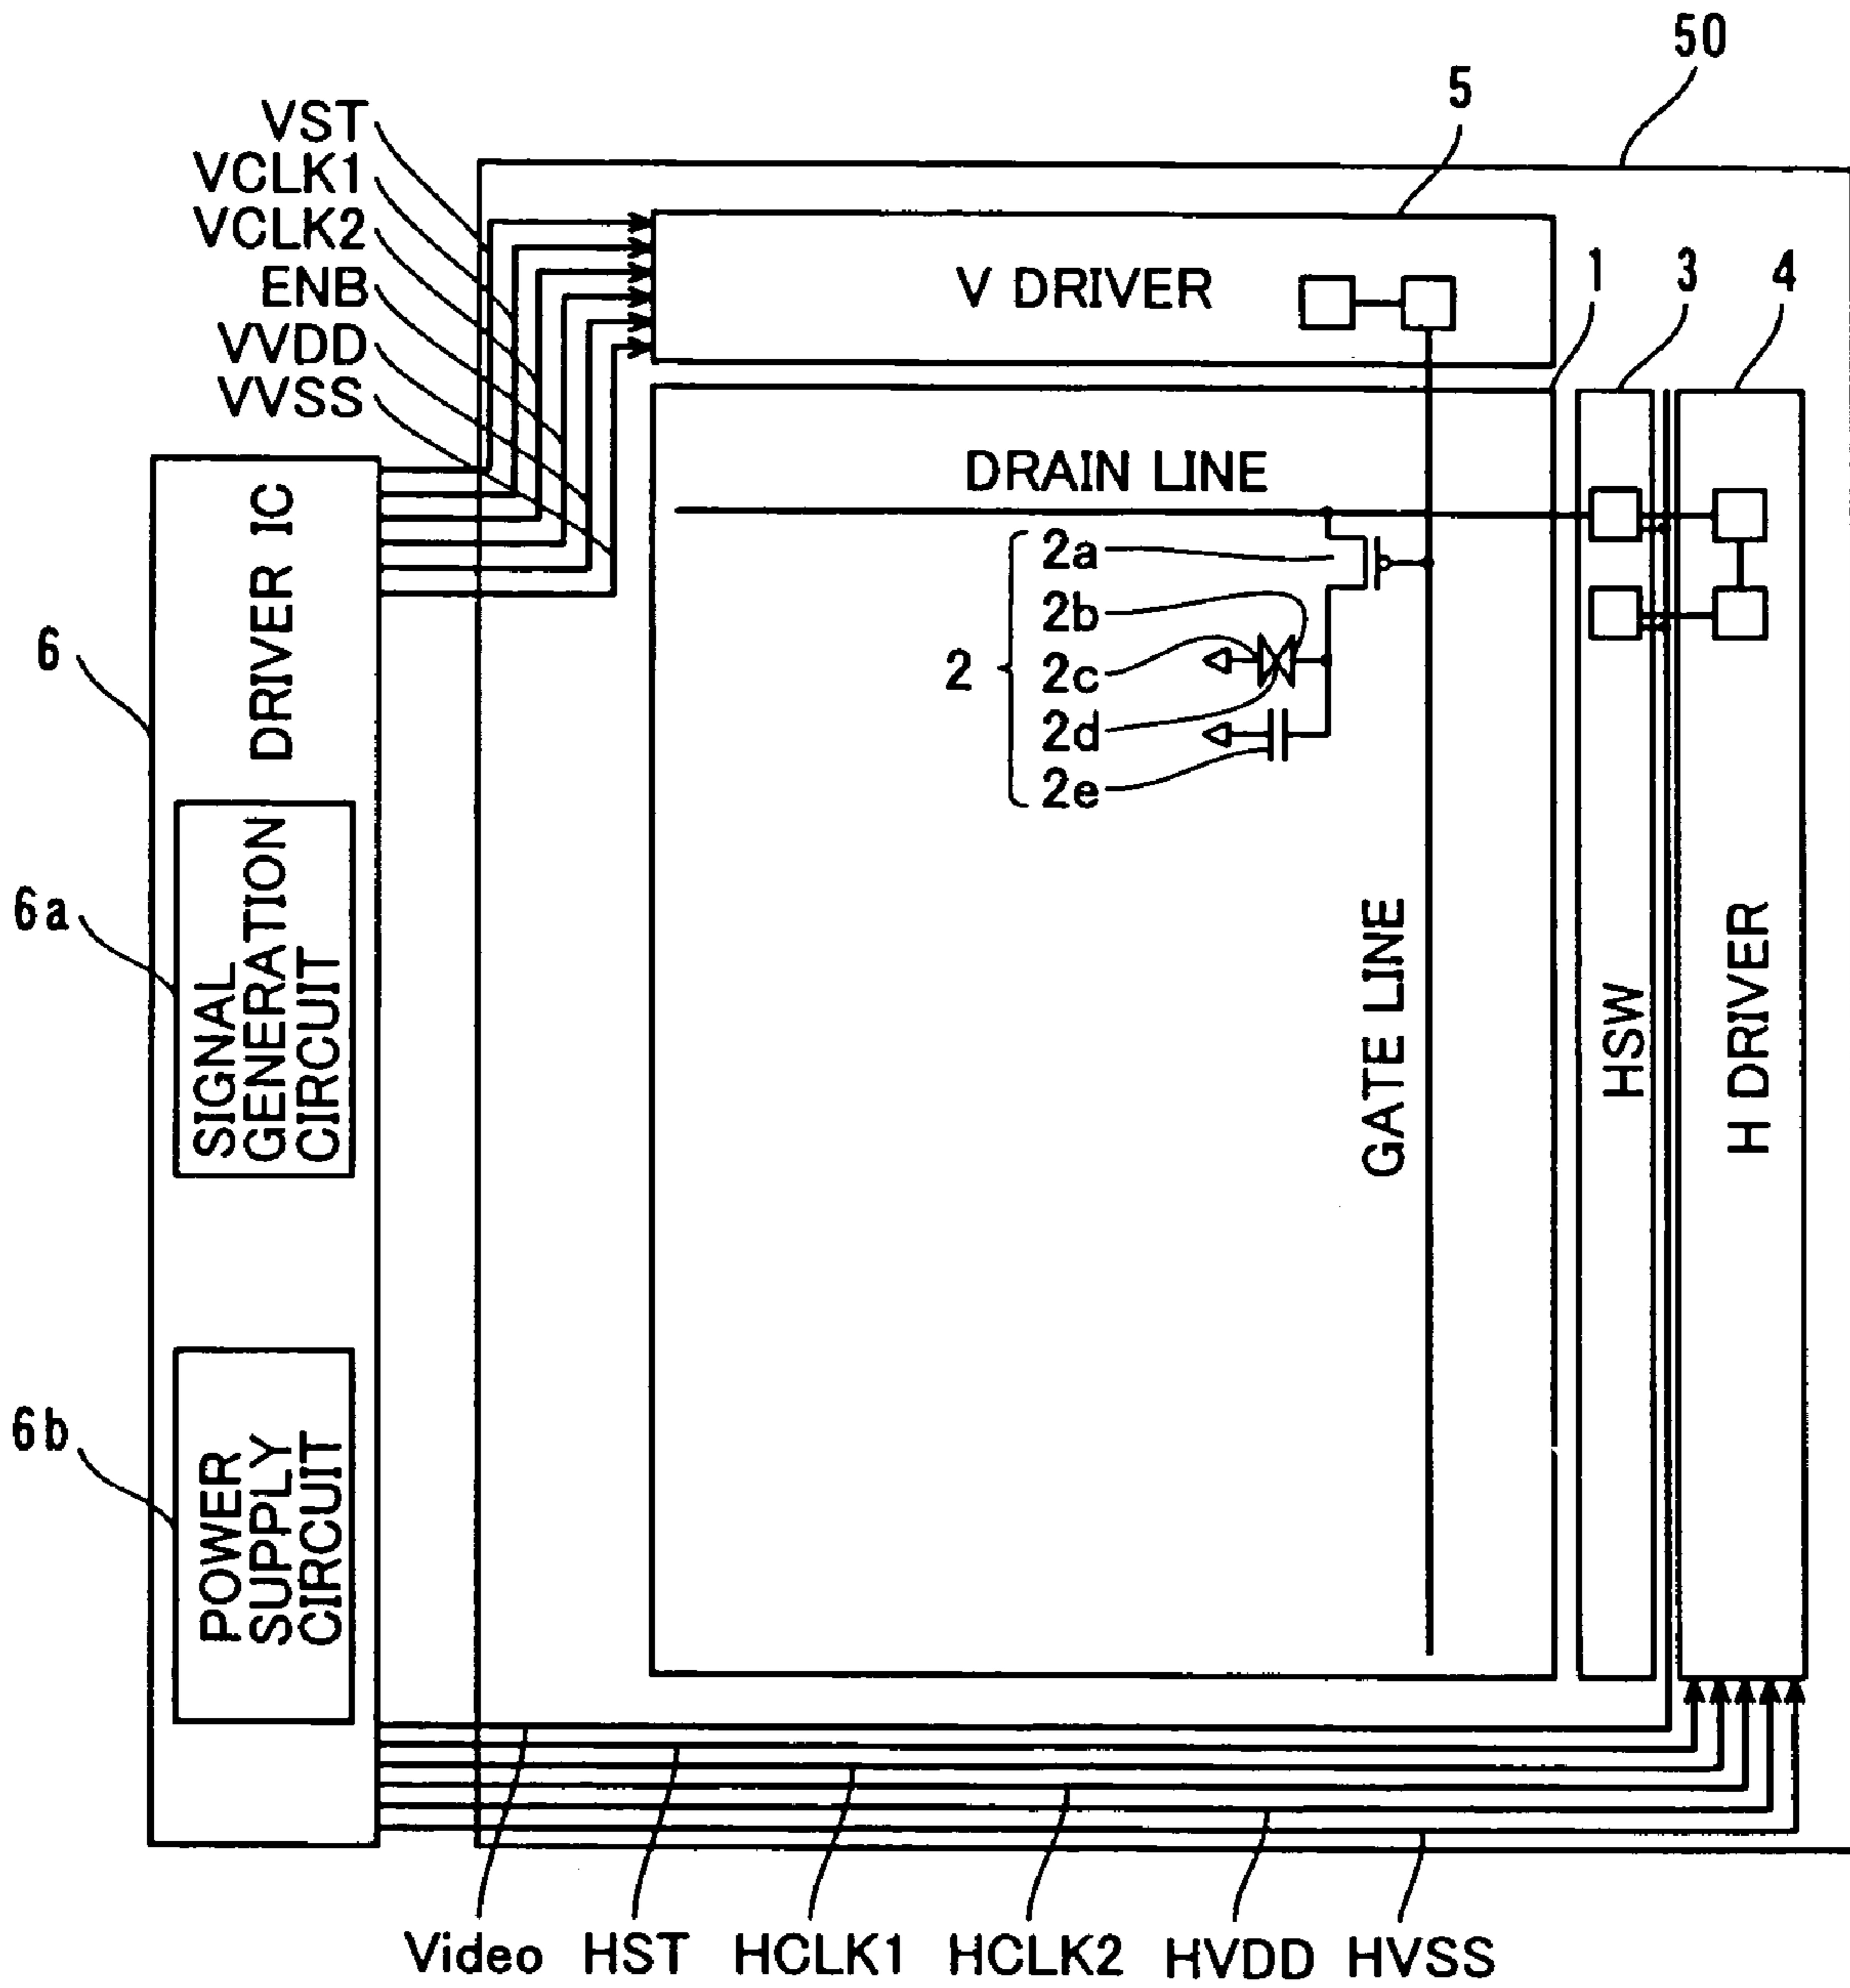 50
5
VST
VCLK1
VCLK2
ENB
VVDD
VVSS
V DRIVER
1
3
4
DRAIN LINE
2
2a
2b
2c
2d
2e
6
DRIVER IC
6a
SIGNAL
GENERATION
CIRCUIT
GATE LINE
HSW
H DRIVER
6b
POWER
SUPPLY
CIRCUIT
Video
HST
HCLK1
HCLK2
HVDD
HVSS